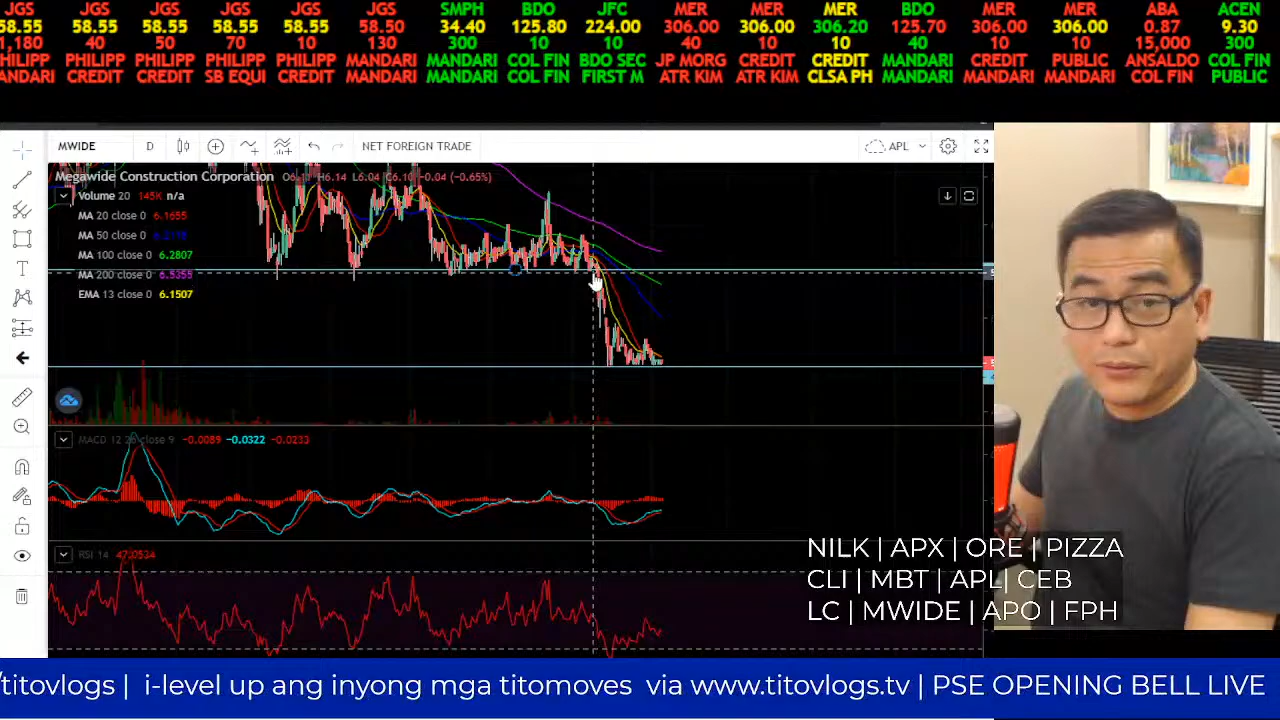 JGS JGS JGS JGS JGS JGS SMPH BDO JFC MER MER MER BDO MER MER ABA ACEN
58.55 58.55 58.55 58.55 58.55 58.50 34.40 125.80 224.00 306.00 306.00 306.20 125.70 306.00 306.00 0.87 9.30
1,180 40 50 70 10 130 300 10 10 40 10 10 40 10 10 15,000 300
PHILIPP PHILIPP PHILIPP PHILIPP PHILIPP MANDARI MANDARI MANDARI BDO SEC JP MORG CREDIT CREDIT MANDARI CREDIT PUBLIC ANSALDO COL FIN
MANDARI CREDIT CREDIT SB EQUI CREDIT MANDARI MANDARI COL FIN FIRST M ATR KIM ATR KIM CLSA PH MANDARI MANDARI MANDARI COL FIN PUBLIC
MWIDE D NET FOREIGN TRADE APL
Megawide Construction Corporation H6.14 L6.04 C6.10 -0.04 (-0.65%)
Volume 20 145K n/a
MA 20 close 0 6.1655
MA 50 close 0
MA 100 close 0 6.2807
MA 200 close 0 6.5355
EMA 13 close 0 6.1507
MACD 12 26 close 9 -0.0089 -0.0322 -0.0233
RSI 14 47.0534
NILK | APX | ORE | PIZZA
CLI | MBT | APL | CEB
LC | MWIDE | APO | FPH
/titovlogs | i-level up ang inyong mga titomoves via www.titovlogs.tv | PSE OPENING BELL LIVE